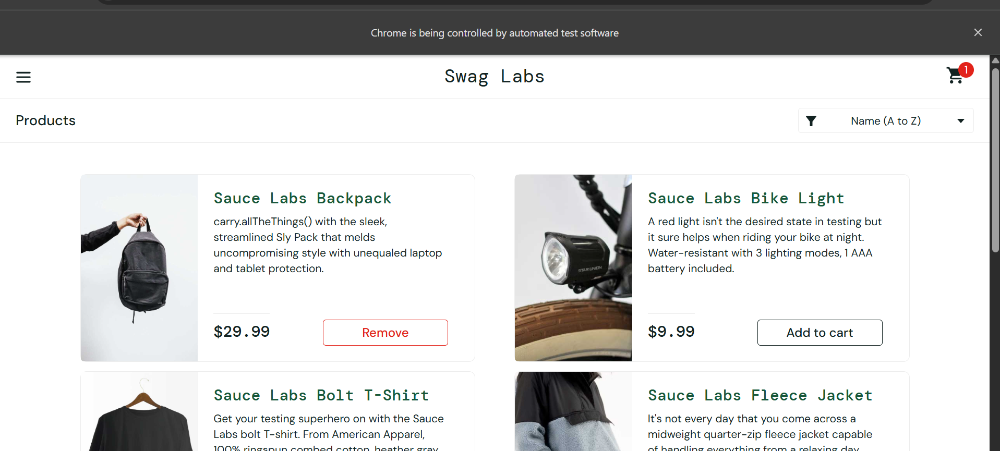 Chrome is being controlled by automated test software
Swag Labs
1
Products
Name (A to Z)
Sauce Labs Backpack
carry.allTheThings() with the sleek,
streamlined Sly Pack that melds
uncompromising style with unequaled laptop
and tablet protection.
$29.99
Remove
Sauce Labs Bike Light
A red light isn't the desired state in testing but
it sure helps when riding your bike at night.
Water-resistant with 3 lighting modes, 1 AAA
battery included.
STAR UNION
$9.99
Add to cart
Sauce Labs Bolt T-Shirt
Get your testing superhero on with the Sauce
Labs bolt T-shirt. From American Apparel,
100% ringspun combed cotton, heather gray
Sauce Labs Fleece Jacket
It's not every day that you come across a
midweight quarter-zip fleece jacket capable
of handling everything from a relaxing day